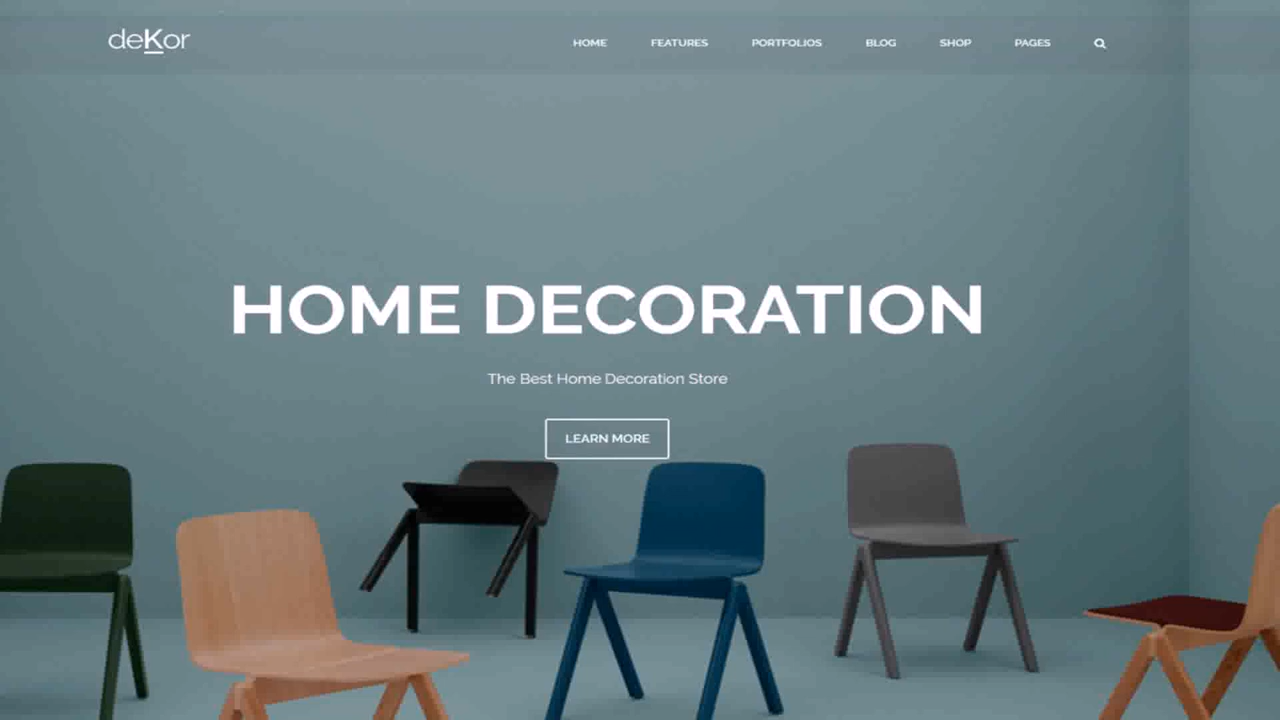 deKor
HOME FEATURES PORTFOLIOS BLOG SHOP PAGES
HOME DECORATION
The Best Home Decoration Store
LEARN MORE